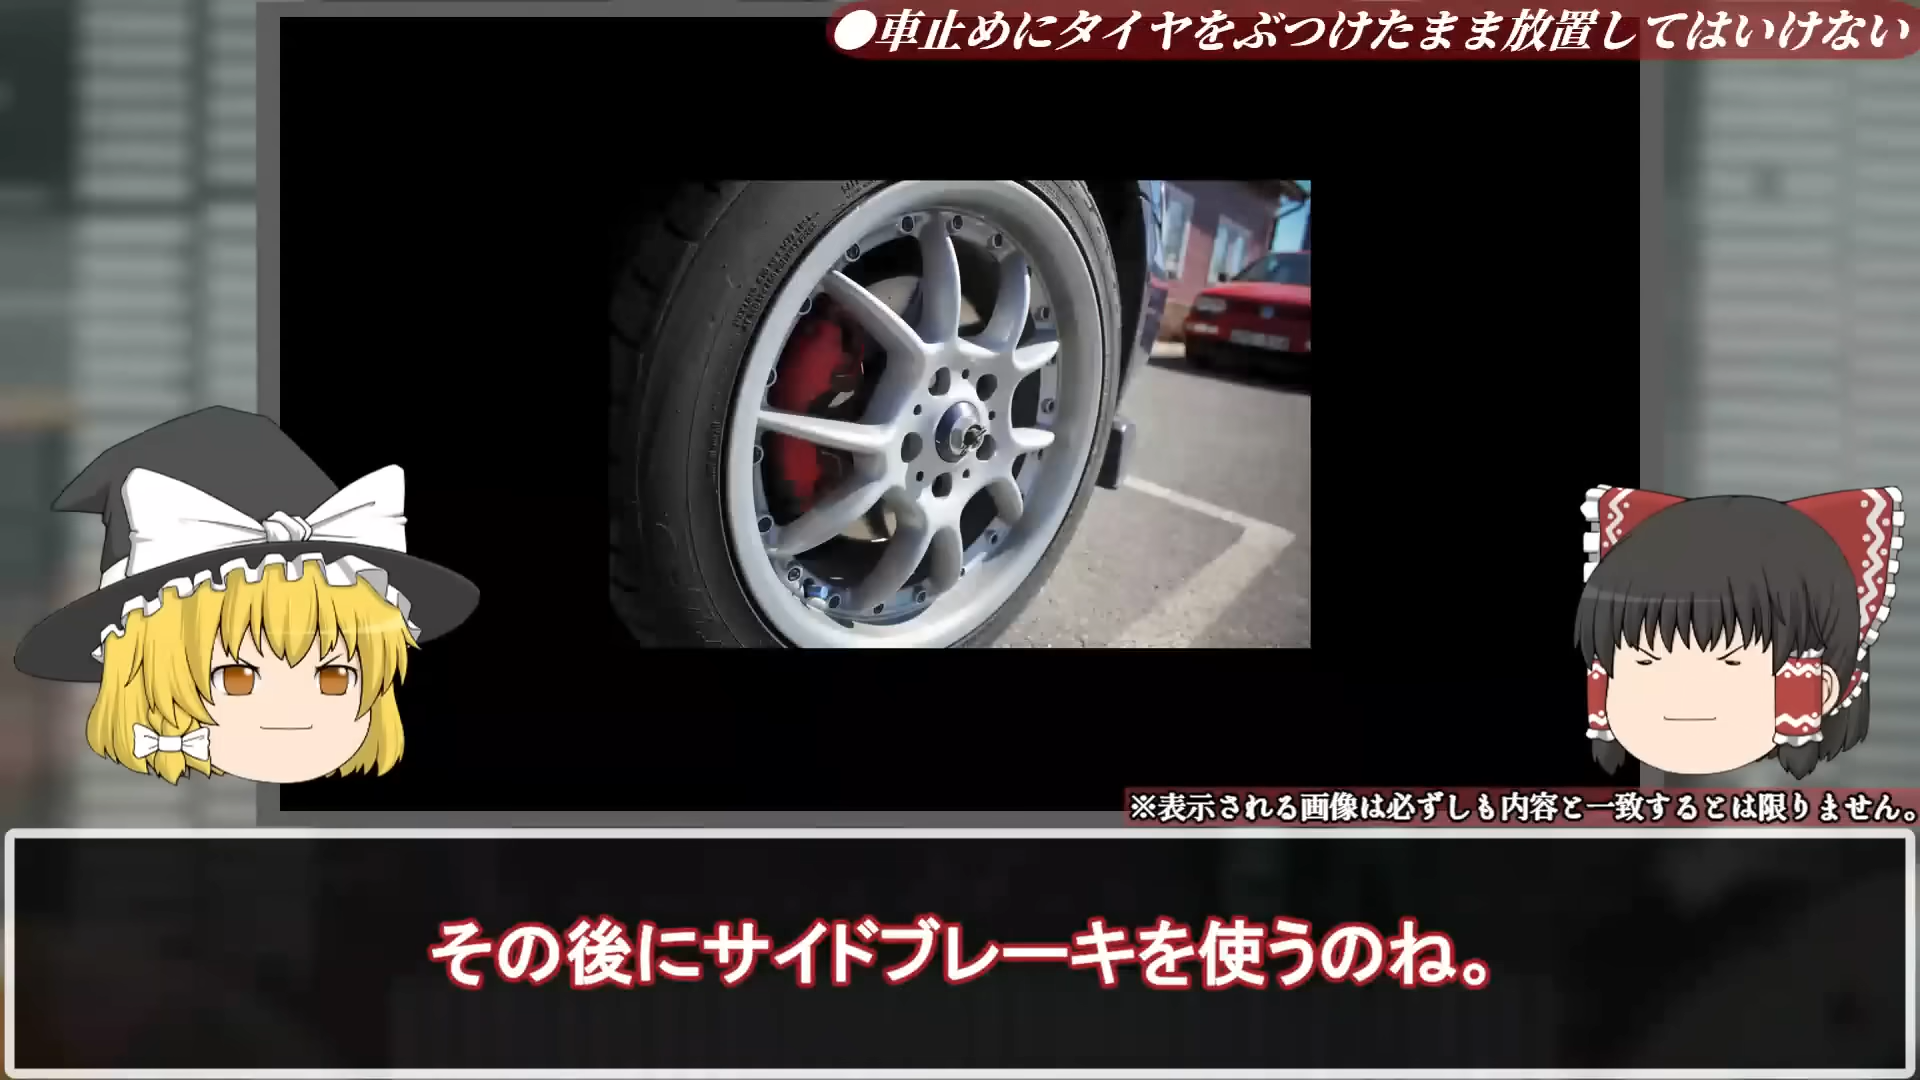 ●車止めにタイヤをぶつけたまま放置してはいけない
※表示される画像は必ずしも内容と一致するとは限りません。
その後にサイドブレーキを使うのね。